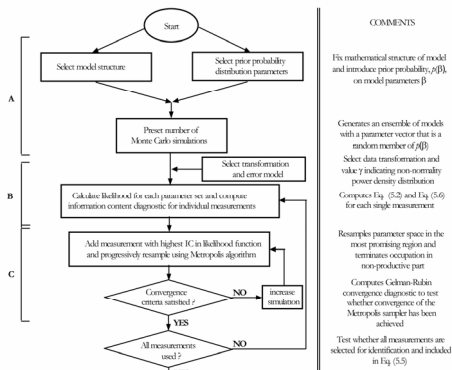 Start
COMMENTS
Select model structure
Select prior probability
distribution parameters
Fix mathematical structure of model
and introduce prior probability, p(β),
on model parameters β
A
Preset number of
Monte Carlo simulations
Generates an ensemble of models
with a parameter vector that is a
random member of p(β)
Select transformation
and error model
Select data transformation and
value γ indicating non-normality
power density distribution
B
Calculate likelihood for each parameter set and compute
information content diagnostic for individual measurements
Computes Eq. (5.2) and Eq. (5.6)
for each single measurement
Add measurement with highest IC in likelihood function
and progressively resample using Metropolis algorithm
Resamples parameter space in the
most promising region and
terminates occupation in
non-productive part
C
Convergence
criteria satisfied ?
NO
increase
simulation
Computes Gelman-Rubin
convergence diagnostic to test
whether convergence of the
Metropolis sampler has been
achieved
YES
All measurements
used ?
NO
Test whether all measurements are
selected for identification and included
in Eq. (5.5)